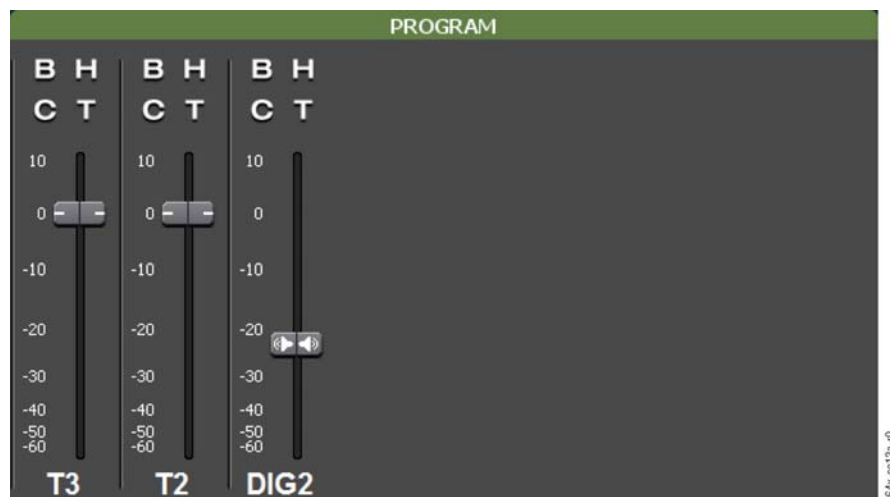 PROGRAM
B H B H B H
C T C T C T
10 10 10
0 0 0
-10 -10 -10
-20 -20 -20
-30 -30 -30
-40 -40 -40
-50 -50 -50
-60 -60 -60
T3 T2 DIG2